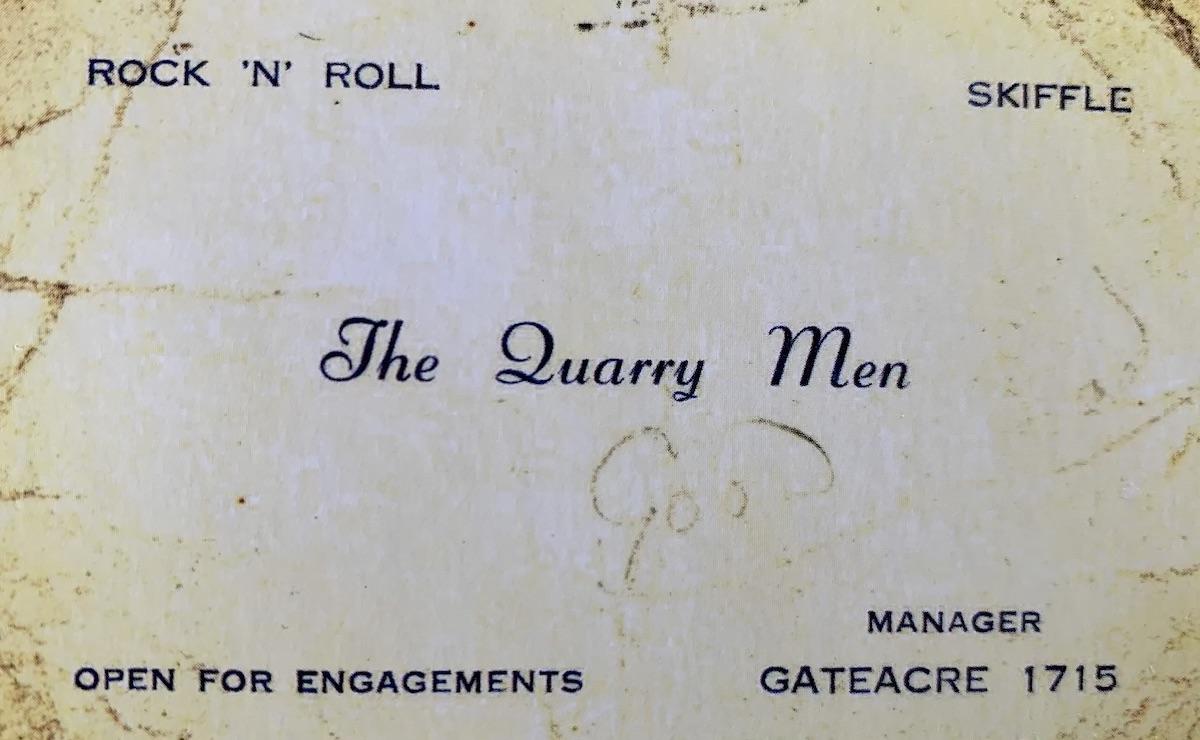 ROCK 'N' ROLL
SKIFFLE
The Quarry Men
MANAGER
OPEN FOR ENGAGEMENTS
GATEACRE 1715